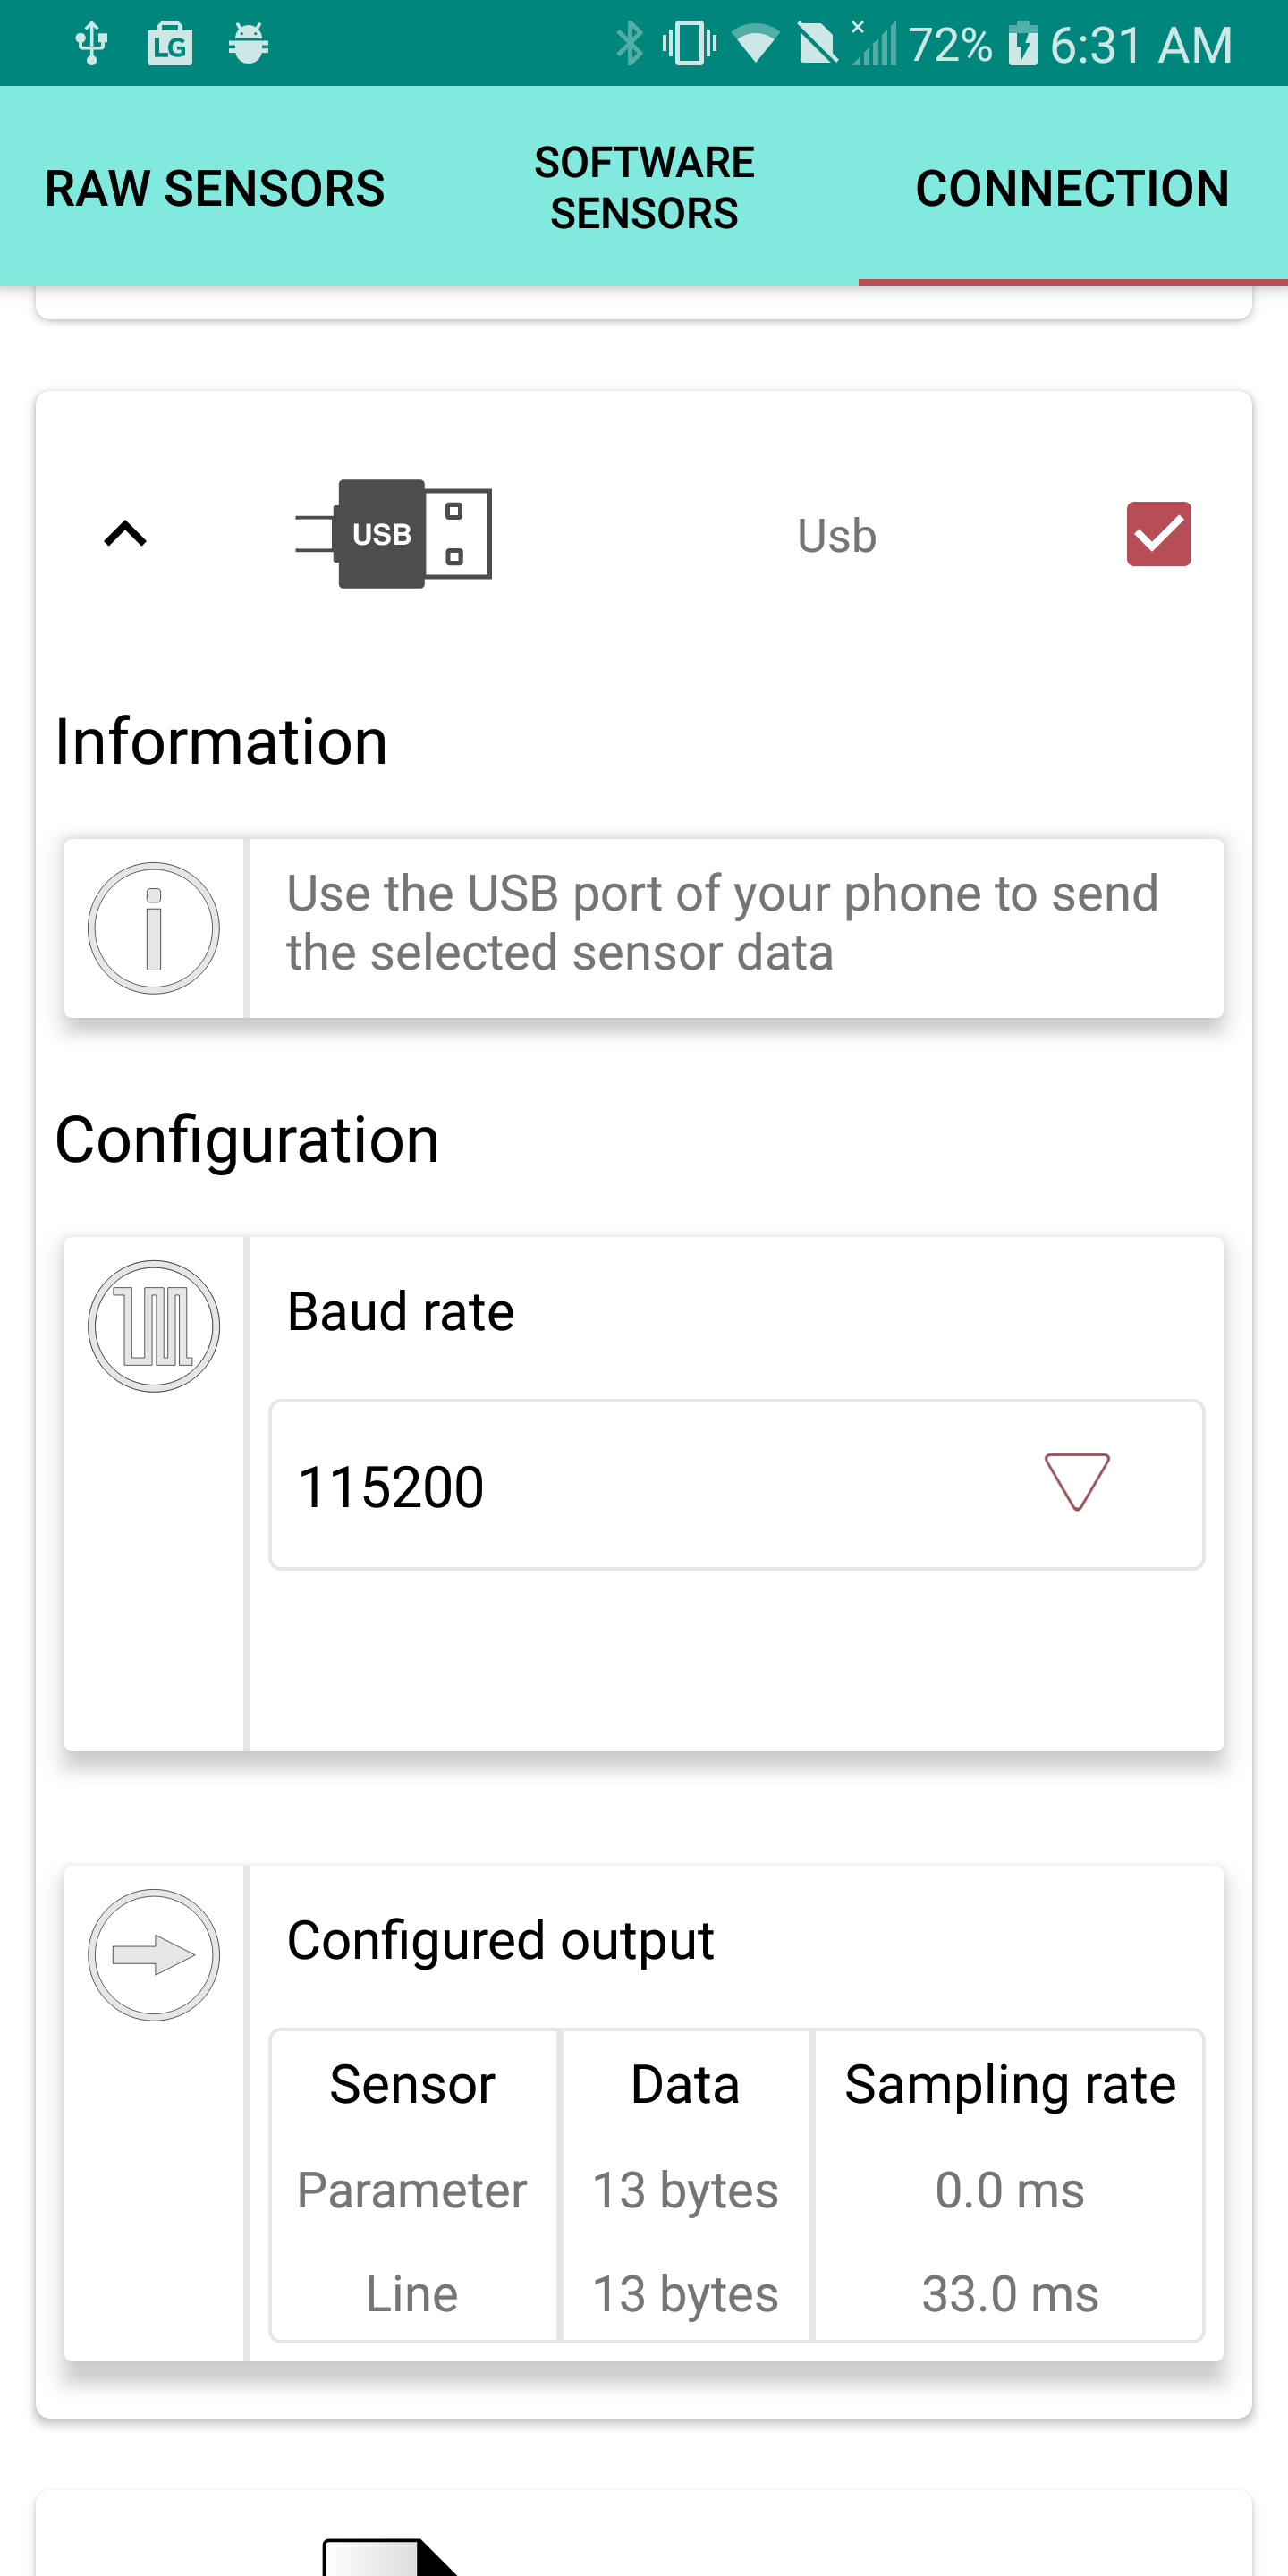 LG
72%
6:31 AM
RAW SENSORS
SOFTWARE
SENSORS
CONNECTION
USB
Usb
Information
Use the USB port of your phone to send
the selected sensor data
Configuration
Baud rate
115200
Configured output
Sensor Data Sampling rate
Parameter 13 bytes 0.0 ms
Line 13 bytes 33.0 ms